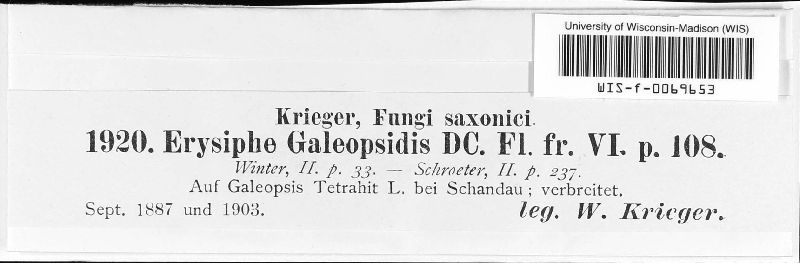 University of Wisconsin-Madison (WIS)
WIS-f-0069653
Krieger, Fungi saxonici.
1920. Erysiphe Galeopsidis DC. Fl. fr. VI. p. 108.
Winter, II. p. 33. — Schroeter, II. p. 237.
Auf Galeopsis Tetrahit L. bei Schandau; verbreitet.
Sept. 1887 und 1903. leg. W. Krieger.